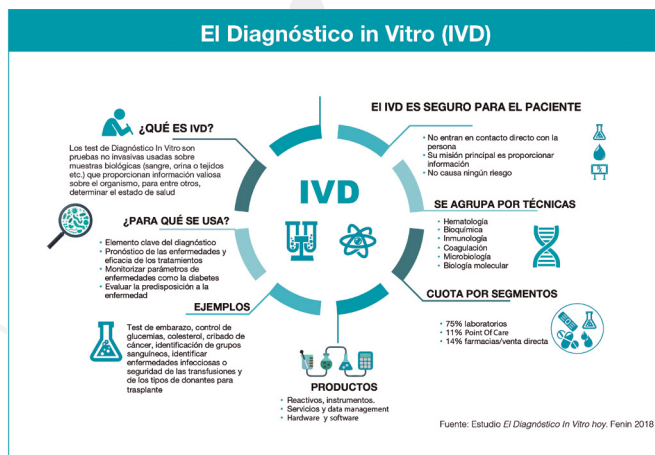 El Diagnóstico in Vitro (IVD)
¿QUÉ ES IVD?
Los test de Diagnóstico In Vitro son
pruebas no invasivas usadas sobre
muestras biológicas (sangre, orina o tejidos
etc.) que proporcionan información valiosa
sobre el organismo, para entre otros,
determinar el estado de salud
¿PARA QUÉ SE USA?
• Elemento clave del diagnóstico
• Pronóstico de las enfermedades y
eficacia de los tratamientos
• Monitorizar parámetros de
enfermedades como la diabetes
• Evaluar la predisposición a la
enfermedad
EJEMPLOS
Test de embarazo, control de
glucemias, colesterol, cribado de
cáncer, identificación de grupos
sanguíneos, identificar
enfermedades infecciosas o
seguridad de las transfusiones y
de los tipos de donantes para
trasplante
IVD
PRODUCTOS
• Reactivos, instrumentos.
• Servicios y data management
• Hardware y software
El IVD ES SEGURO PARA EL PACIENTE
• No entran en contacto directo con la
persona
• Su misión principal es proporcionar
información
• No causa ningún riesgo
SE AGRUPA POR TÉCNICAS
• Hematología
• Bioquímica
• Inmunología
• Coagulación
• Microbiología
• Biología molecular
CUOTA POR SEGMENTOS
• 75% laboratorios
• 11% Point Of Care
• 14% farmacias/venta directa
Fuente: Estudio El Diagnóstico In Vitro hoy. Fenin 2018